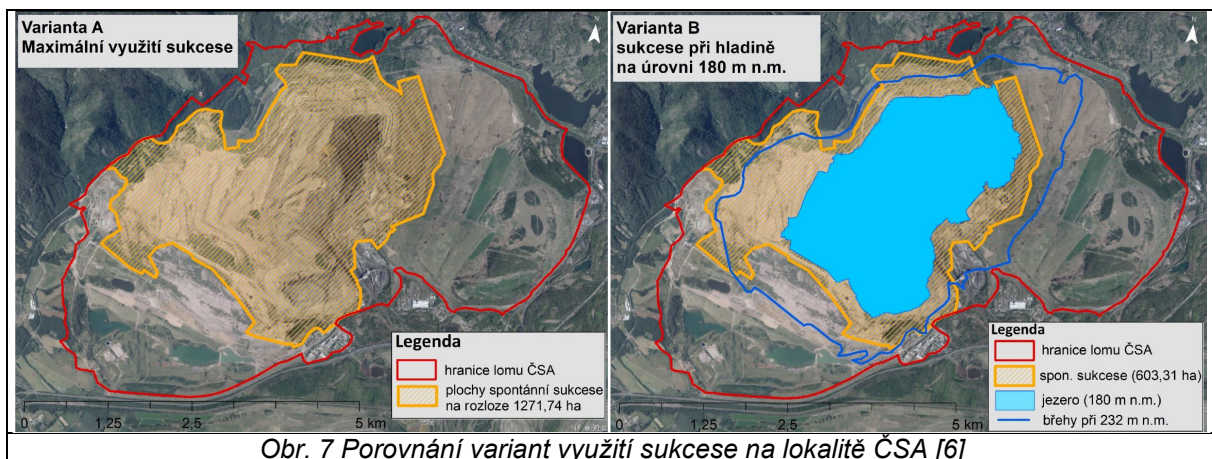 Varianta A
Maximální využití sukcese
N
Legenda
hranice lomu ČSA
plochy spontánní sukcese
na rozloze 1271,74 ha
0 1,25 2,5 5 km
Varianta B
sukcese při hladině
na úrovni 180 m n.m.
N
Legenda
hranice lomu ČSA
spon. sukcese (603,31 ha)
jezero (180 m n.m.)
břehy při 232 m n.m.
0 1,25 2,5 5 km
Obr. 7 Porovnání variant využití sukcese na lokalitě ČSA [6]